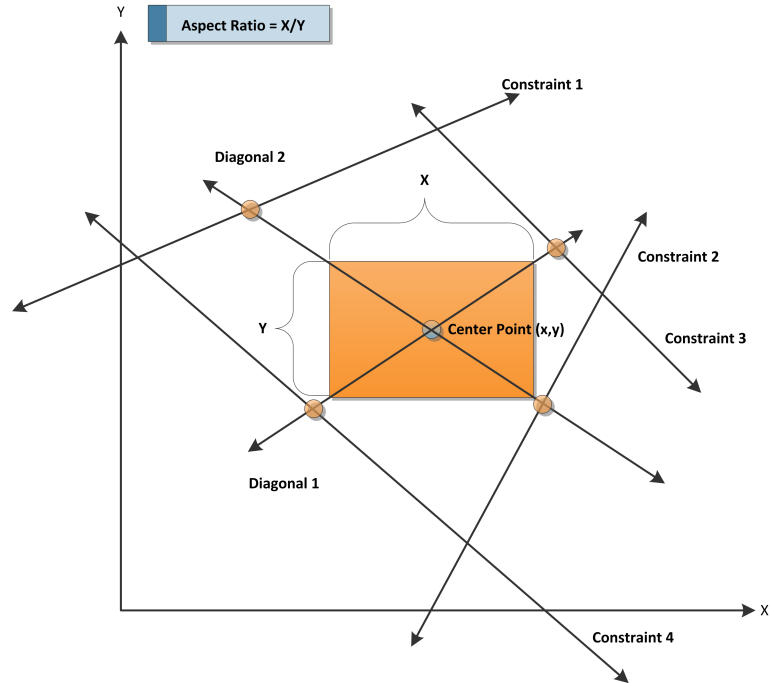 Y
Aspect Ratio = X/Y
Constraint 1
Diagonal 2
X
Constraint 2
Y
Center Point (x,y)
Constraint 3
Diagonal 1
X
Constraint 4